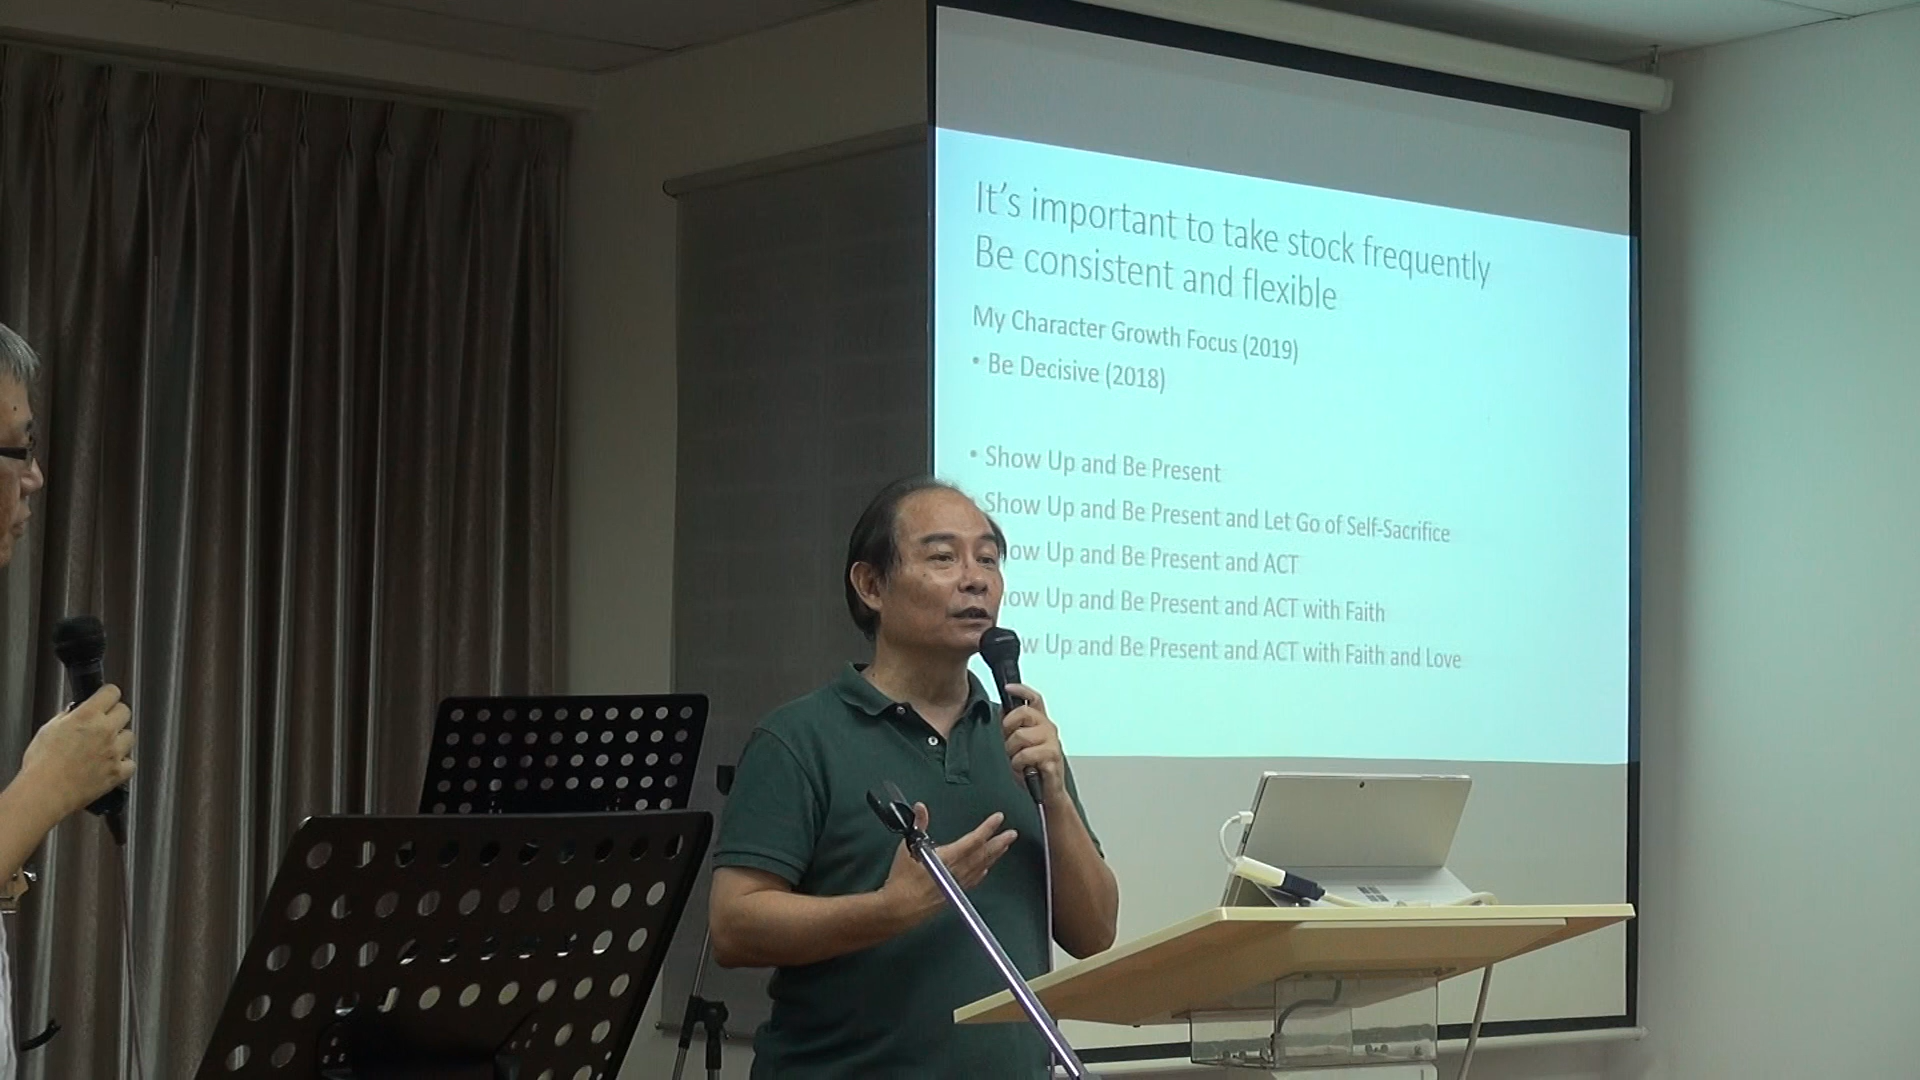 It's important to take stock frequently
Be consistent and flexible
My Character Growth Focus (2019)
• Be Decisive (2018)
• Show Up and Be Present
Show Up and Be Present and Let Go of Self-Sacrifice
Up and Be Present and ACT
Up and Be Present and ACT with Faith
Up and Be Present and ACT with Faith and Love